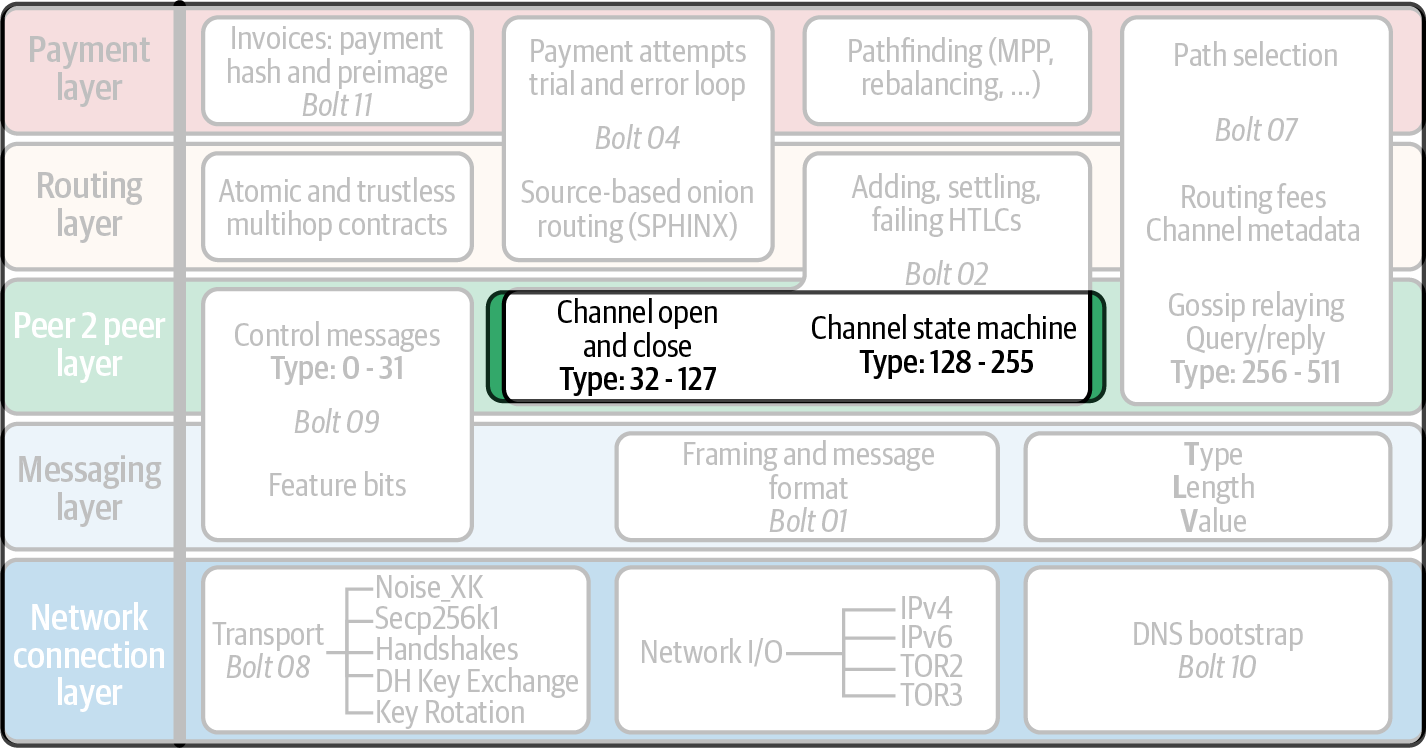 Payment
layer
Invoices: payment
hash and preimage
Bolt 11
Payment attempts
trial and error loop
Bolt 04
Source-based onion
routing (SPHINX)
Pathfinding (MPP,
rebalancing, ...)
Path selection
Bolt 07
Routing fees
Channel metadata
Gossip relaying
Query/reply
Type: 256 - 511
Routing
layer
Atomic and trustless
multihop contracts
Adding, settling,
failing HTLCs
Bolt 02
Peer 2 peer
layer
Control messages
Type: 0 - 31
Bolt 09
Feature bits
Channel open
and close
Type: 32 - 127
Channel state machine
Type: 128 - 255
Messaging
layer
Framing and message
format
Bolt 01
Type
Length
Value
Network
connection
layer
Transport
Bolt 08
Noise_XK
Secp256k1
Handshakes
DH Key Exchange
Key Rotation
Network I/O
IPv4
IPv6
TOR2
TOR3
DNS bootstrap
Bolt 10